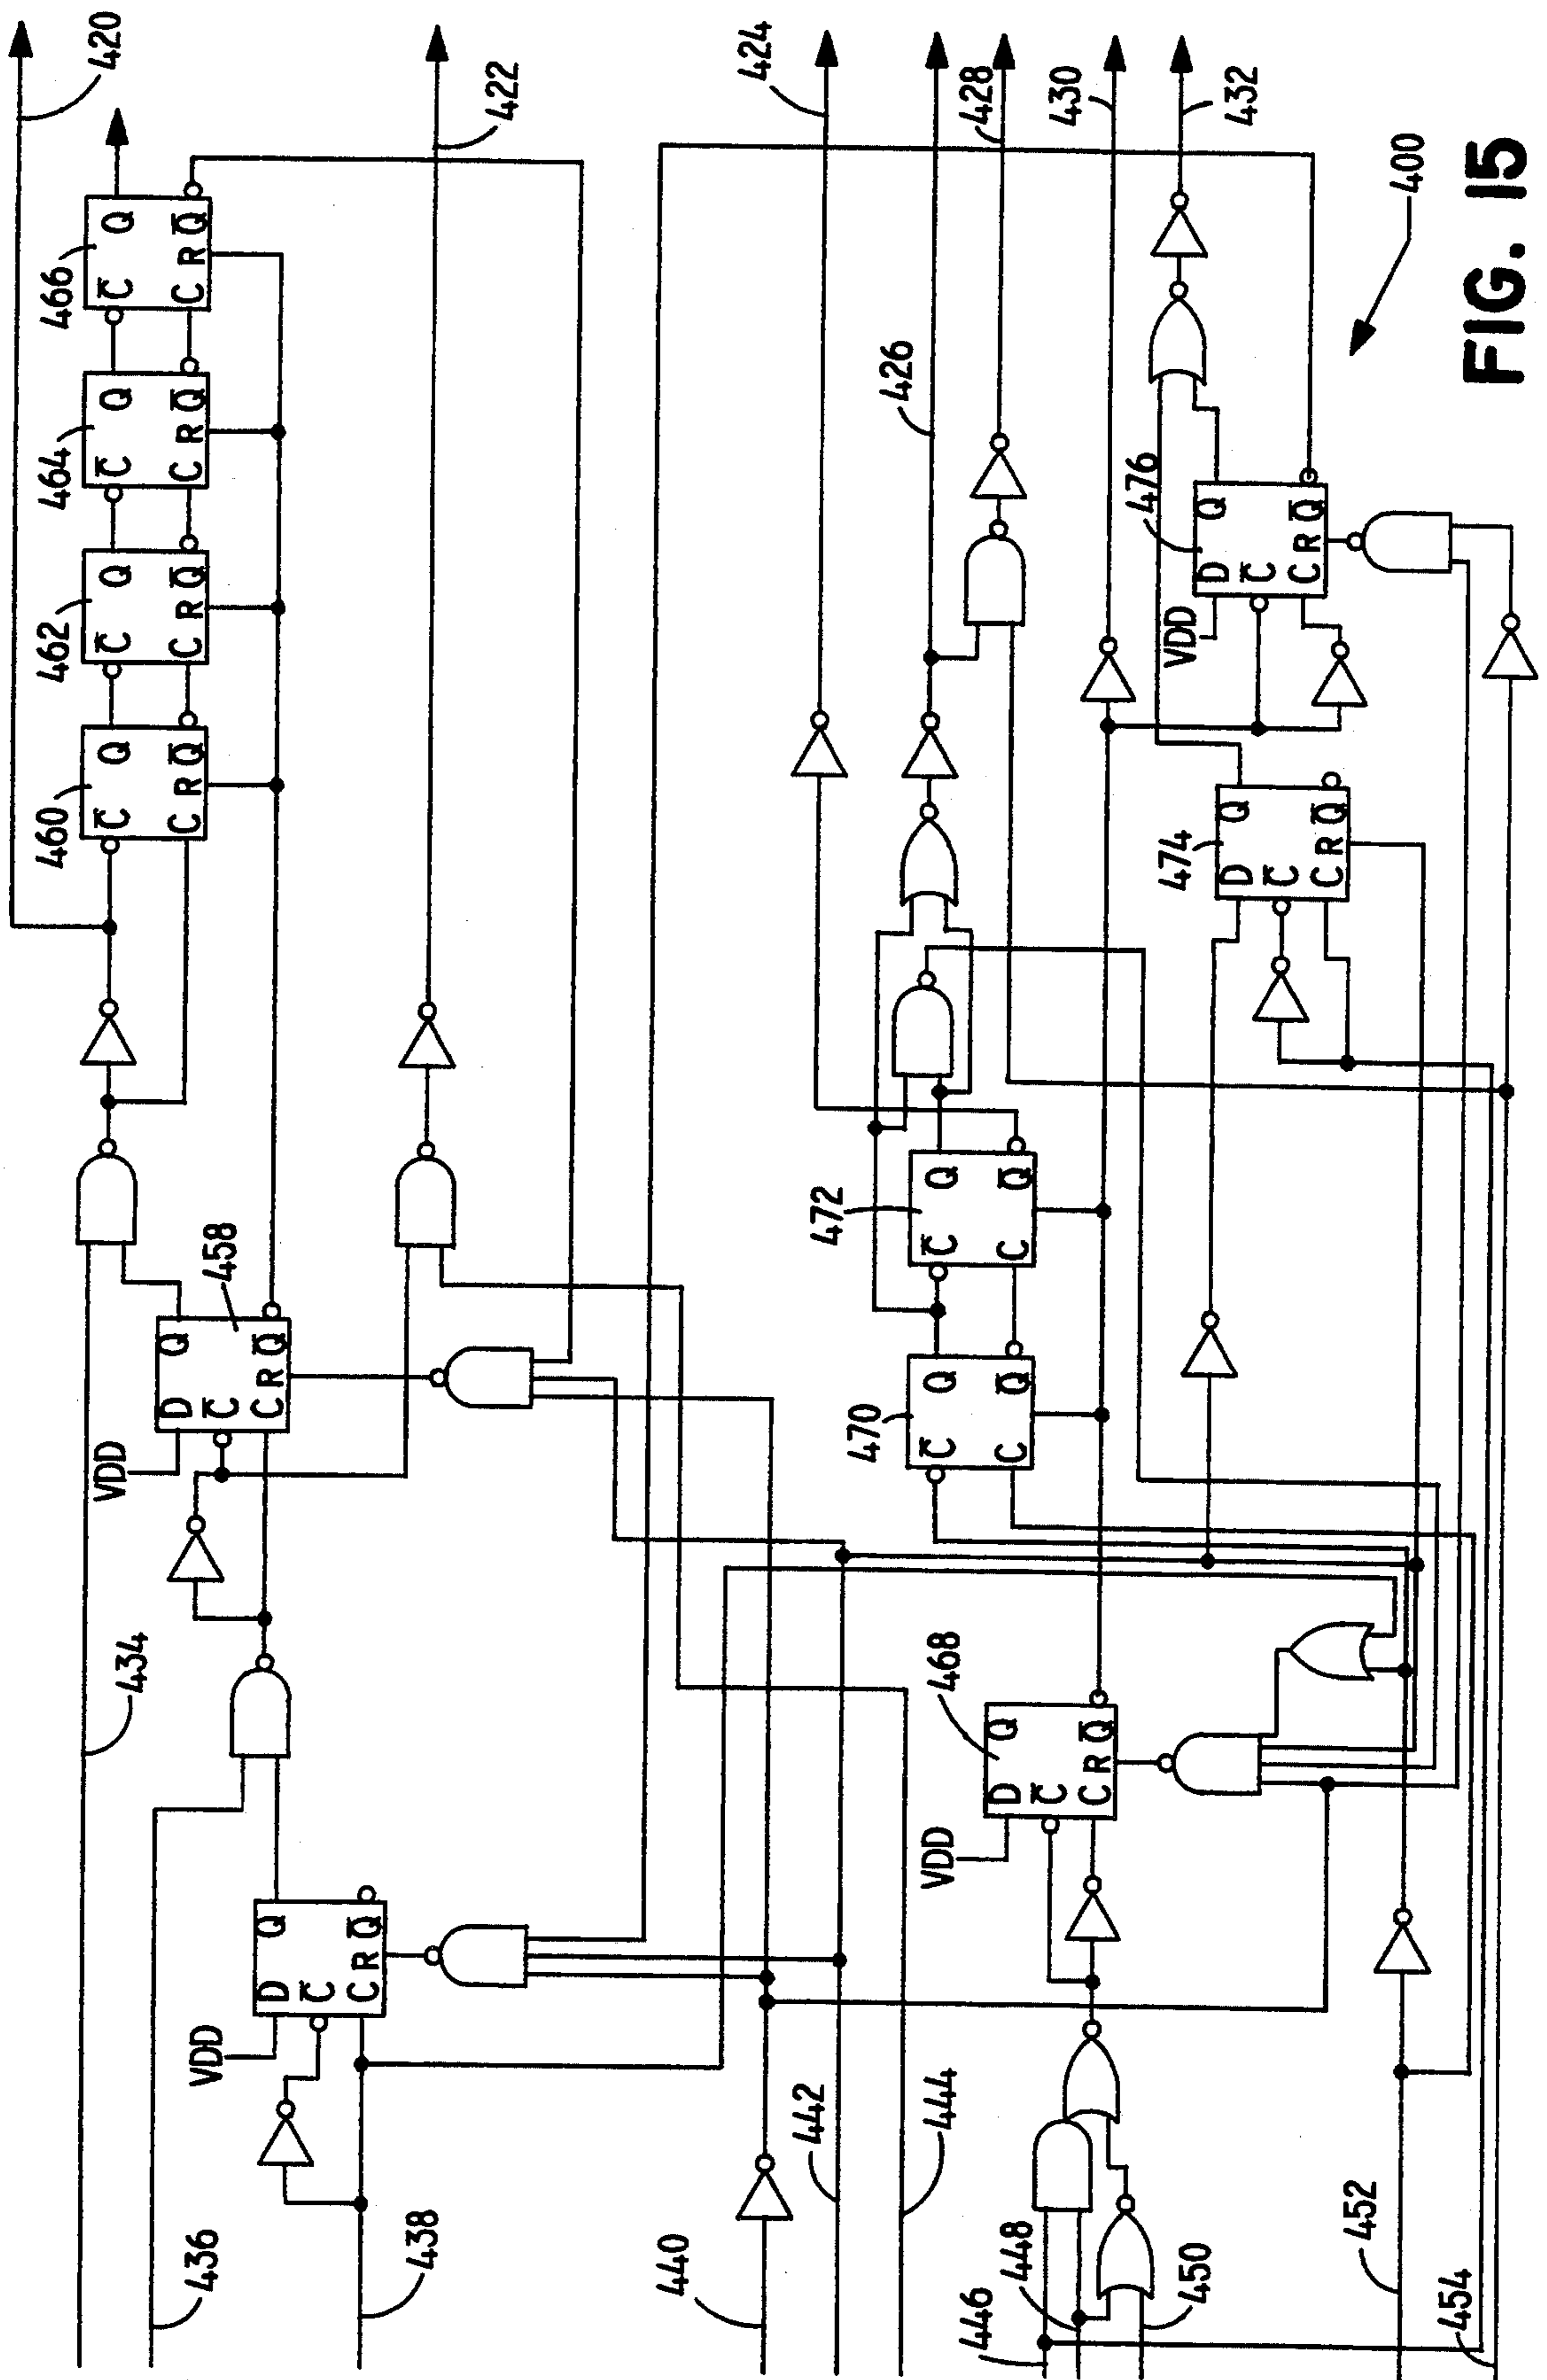 420
460
462
464
466
C̅ Q
C R Q̅
C̅ Q
C R Q̅
C̅ Q
C R Q̅
C̅ Q
C R Q̅
434
VDD
458
D Q
C̅
C R Q̅
422
436
VDD
D Q
C̅
C R Q̅
438
440
442
444
424
472
C̅ Q
C Q̅
470
C̅ Q
C Q̅
426
428
446
448
450
VDD
468
D Q
C̅
C R Q̅
430
474
D Q
C̅
C R Q̅
VDD
476
D Q
C̅
C R Q̅
432
452
454
400
FIG. 15